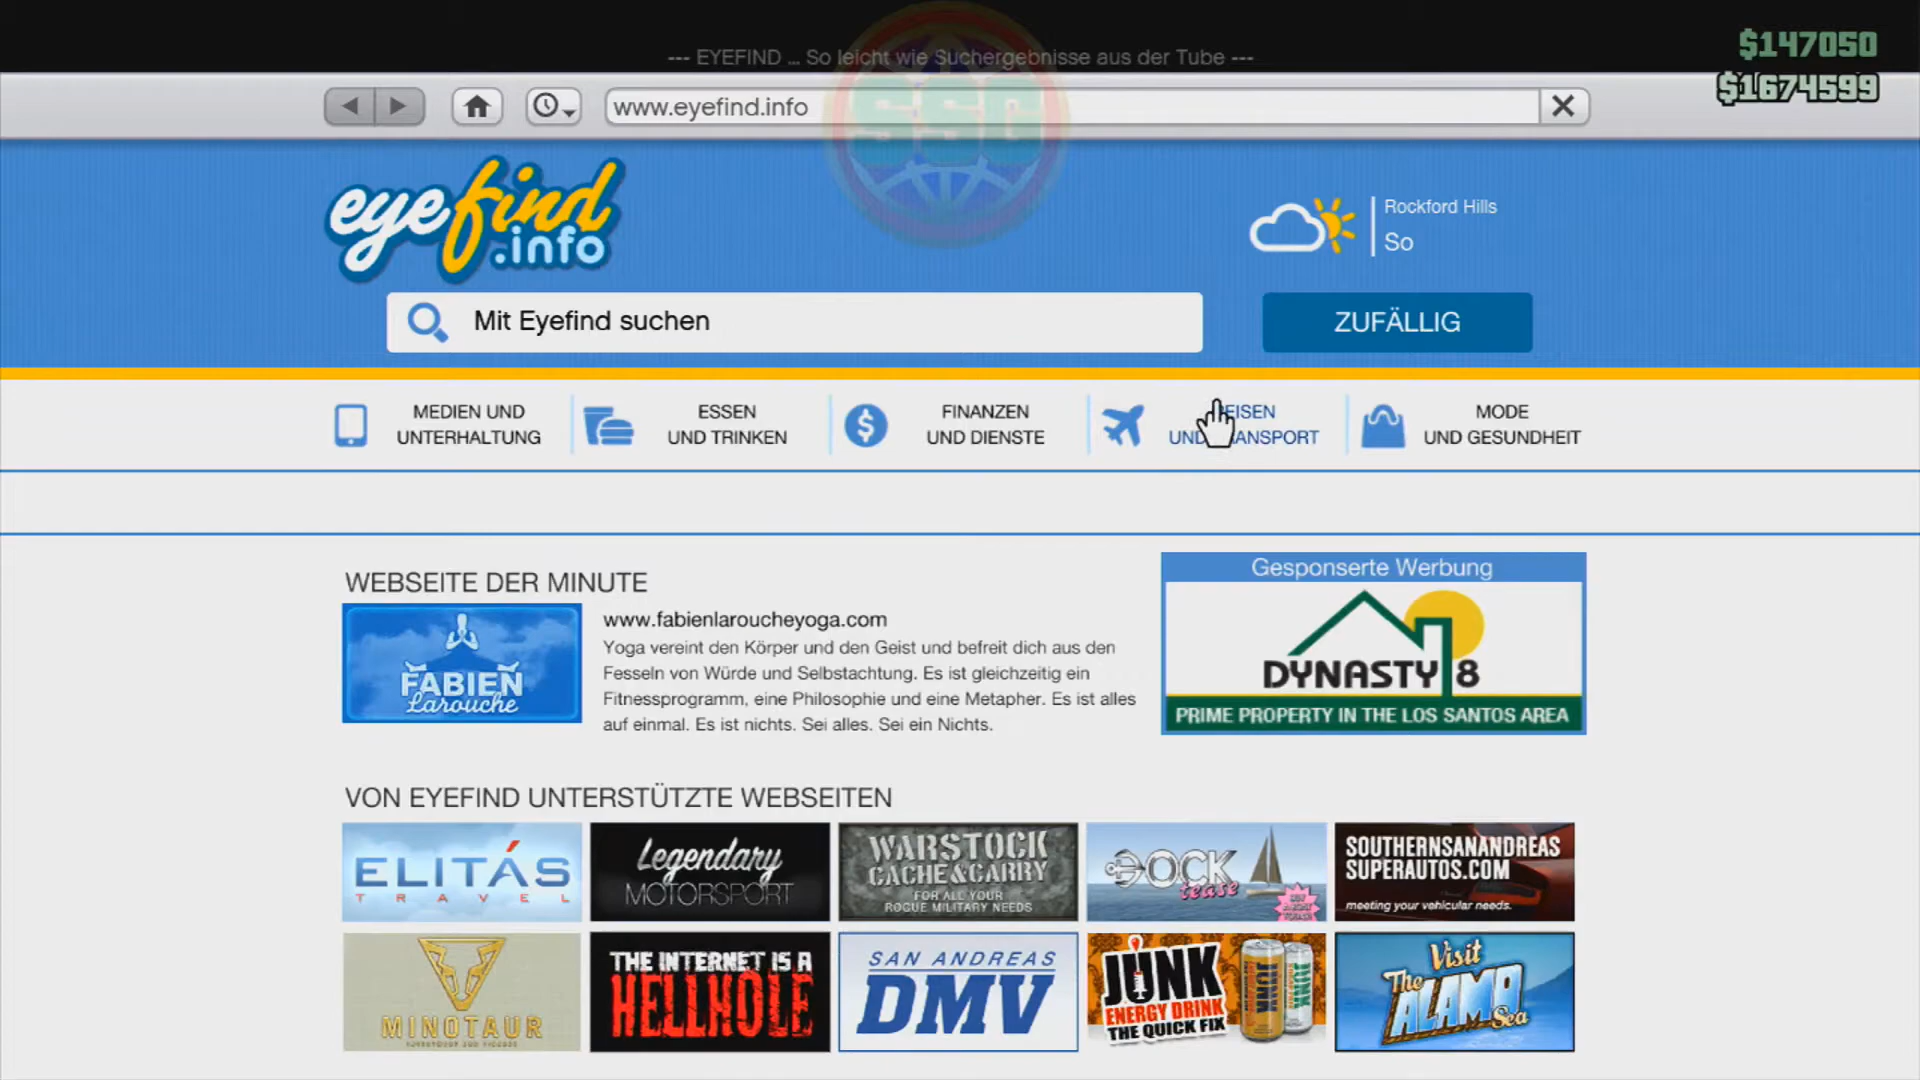 --- EYEFIND ... So leicht wie Suchergebnisse aus der Tube ---
$147050
$1674599
www.eyefind.info
SSG
eyefind
.info
Rockford Hills
So
Mit Eyefind suchen
ZUFÄLLIG
MEDIEN UND
UNTERHALTUNG
ESSEN
UND TRINKEN
FINANZEN
UND DIENSTE
REISEN
UND TRANSPORT
MODE
UND GESUNDHEIT
WEBSEITE DER MINUTE
FABIEN
Larouche
www.fabienlaroucheyoga.com
Yoga vereint den Körper und den Geist und befreit dich aus den
Fesseln von Würde und Selbstachtung. Es ist gleichzeitig ein
Fitnessprogramm, eine Philosophie und eine Metapher. Es ist alles
auf einmal. Es ist nichts. Sei alles. Sei ein Nichts.
Gesponserte Werbung
DYNASTY 8
PRIME PROPERTY IN THE LOS SANTOS AREA
VON EYEFIND UNTERSTÜTZTE WEBSEITEN
ELITÁS
TRAVEL
Legendary
MOTORSPORT
WARSTOCK
CACHE&CARRY
FOR ALL YOUR
ROGUE MILITARY NEEDS
DOCK
tease
SOUTHERNSANANDREAS
SUPERAUTOS.COM
meeting your vehicular needs.
MINOTAUR
THE INTERNET IS A
HELLHOLE
SAN ANDREAS
DMV
JUNK
ENERGY DRINK
THE QUICK FIX
JUNK
JUNK
Visit
The
ALAMO
Sea